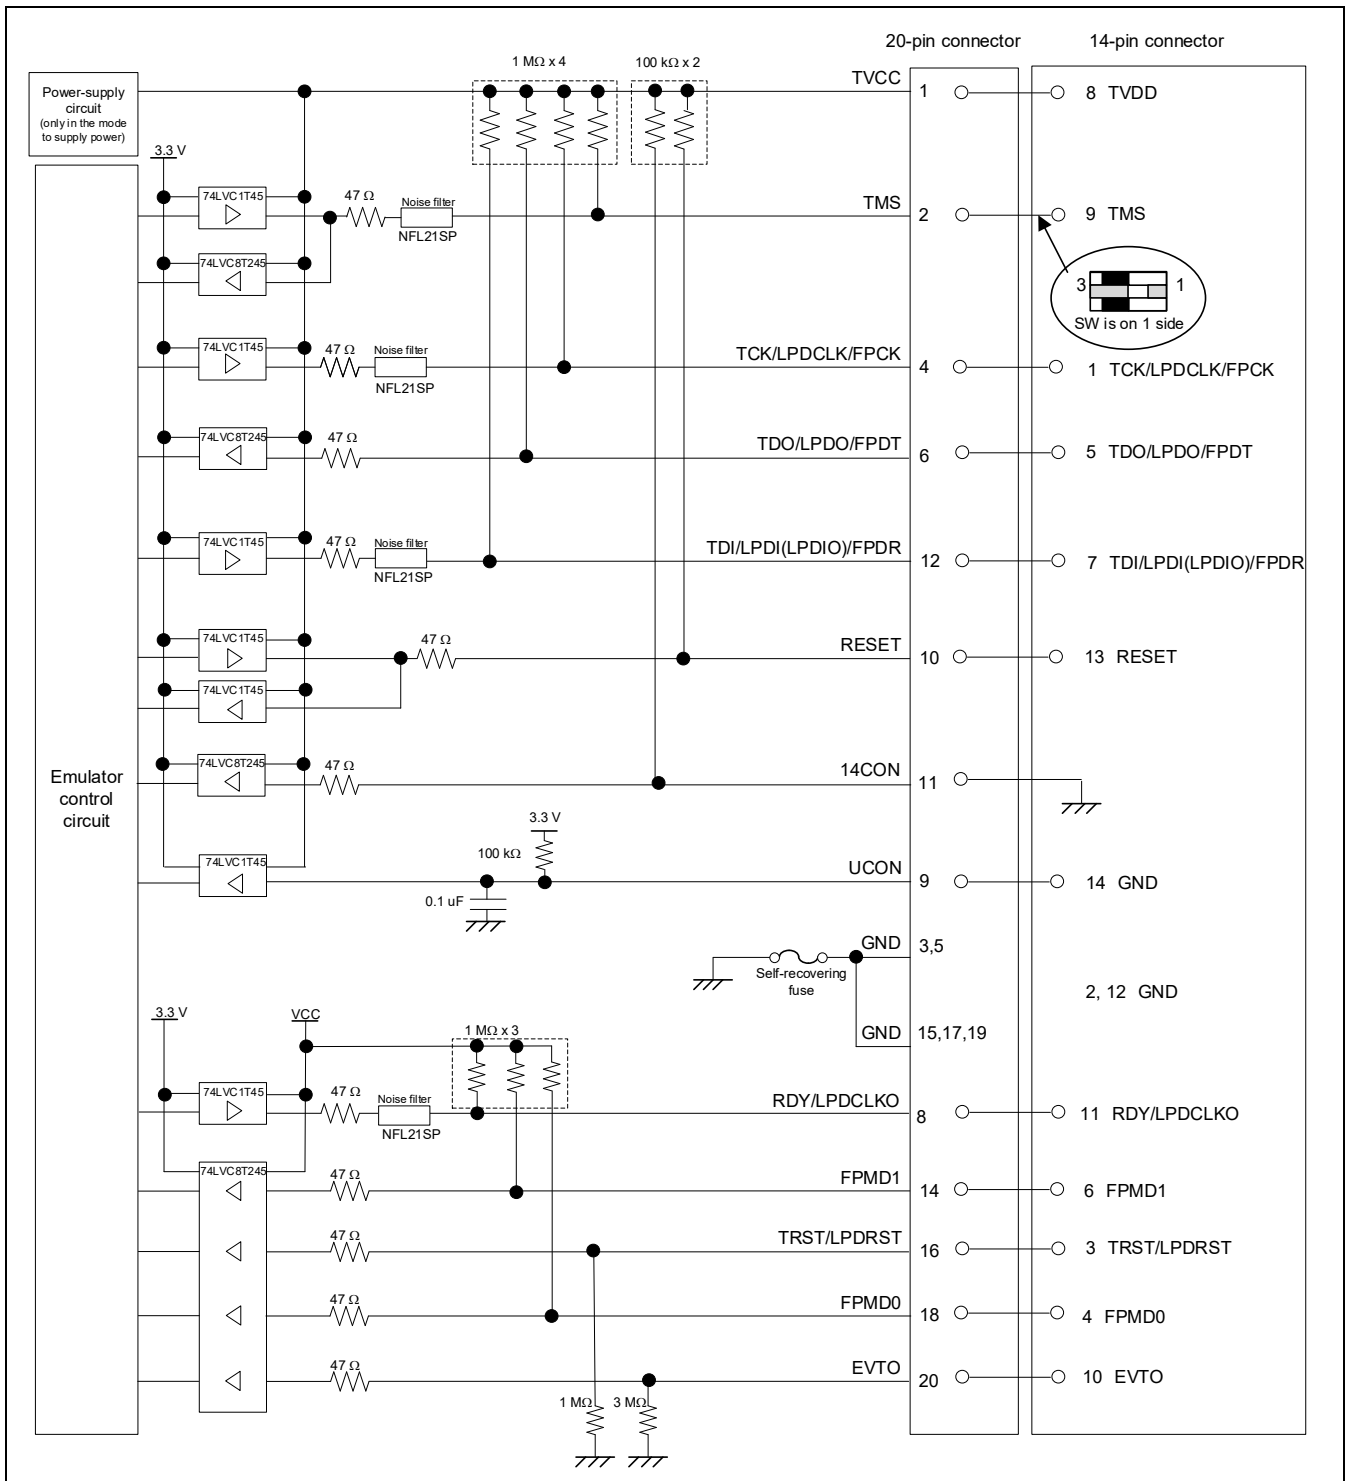 20-pin connector 14-pin connector
1 MΩ x 4 100 kΩ x 2
TVCC 1 8 TVDD
Power-supply
circuit
(only in the mode
to supply power)
3.3 V
74LVC1T45 47 Ω Noise filter NFL21SP TMS 2 9 TMS
74LVC8T245
3 1
SW is on 1 side
74LVC1T45 47 Ω Noise filter NFL21SP TCK/LPDCLK/FPCK 4 1 TCK/LPDCLK/FPCK
74LVC8T245 47 Ω TDO/LPDO/FPDT 6 5 TDO/LPDO/FPDT
74LVC1T45 47 Ω Noise filter NFL21SP TDI/LPDI(LPDIO)/FPDR 12 7 TDI/LPDI(LPDIO)/FPDR
74LVC1T45 47 Ω RESET 10 13 RESET
74LVC1T45
74LVC8T245 47 Ω 14CON 11
Emulator
control
circuit
3.3 V
100 kΩ
74LVC1T45 UCON 9 14 GND
0.1 uF
GND 3,5
Self-recovering
fuse
2, 12 GND
GND 15,17,19
3.3 V VCC 1 MΩ x 3
74LVC1T45 47 Ω Noise filter NFL21SP RDY/LPDCLKO 8 11 RDY/LPDCLKO
74LVC8T245 47 Ω FPMD1 14 6 FPMD1
47 Ω TRST/LPDRST 16 3 TRST/LPDRST
47 Ω FPMD0 18 4 FPMD0
47 Ω EVTO 20 10 EVTO
1 MΩ 3 MΩ